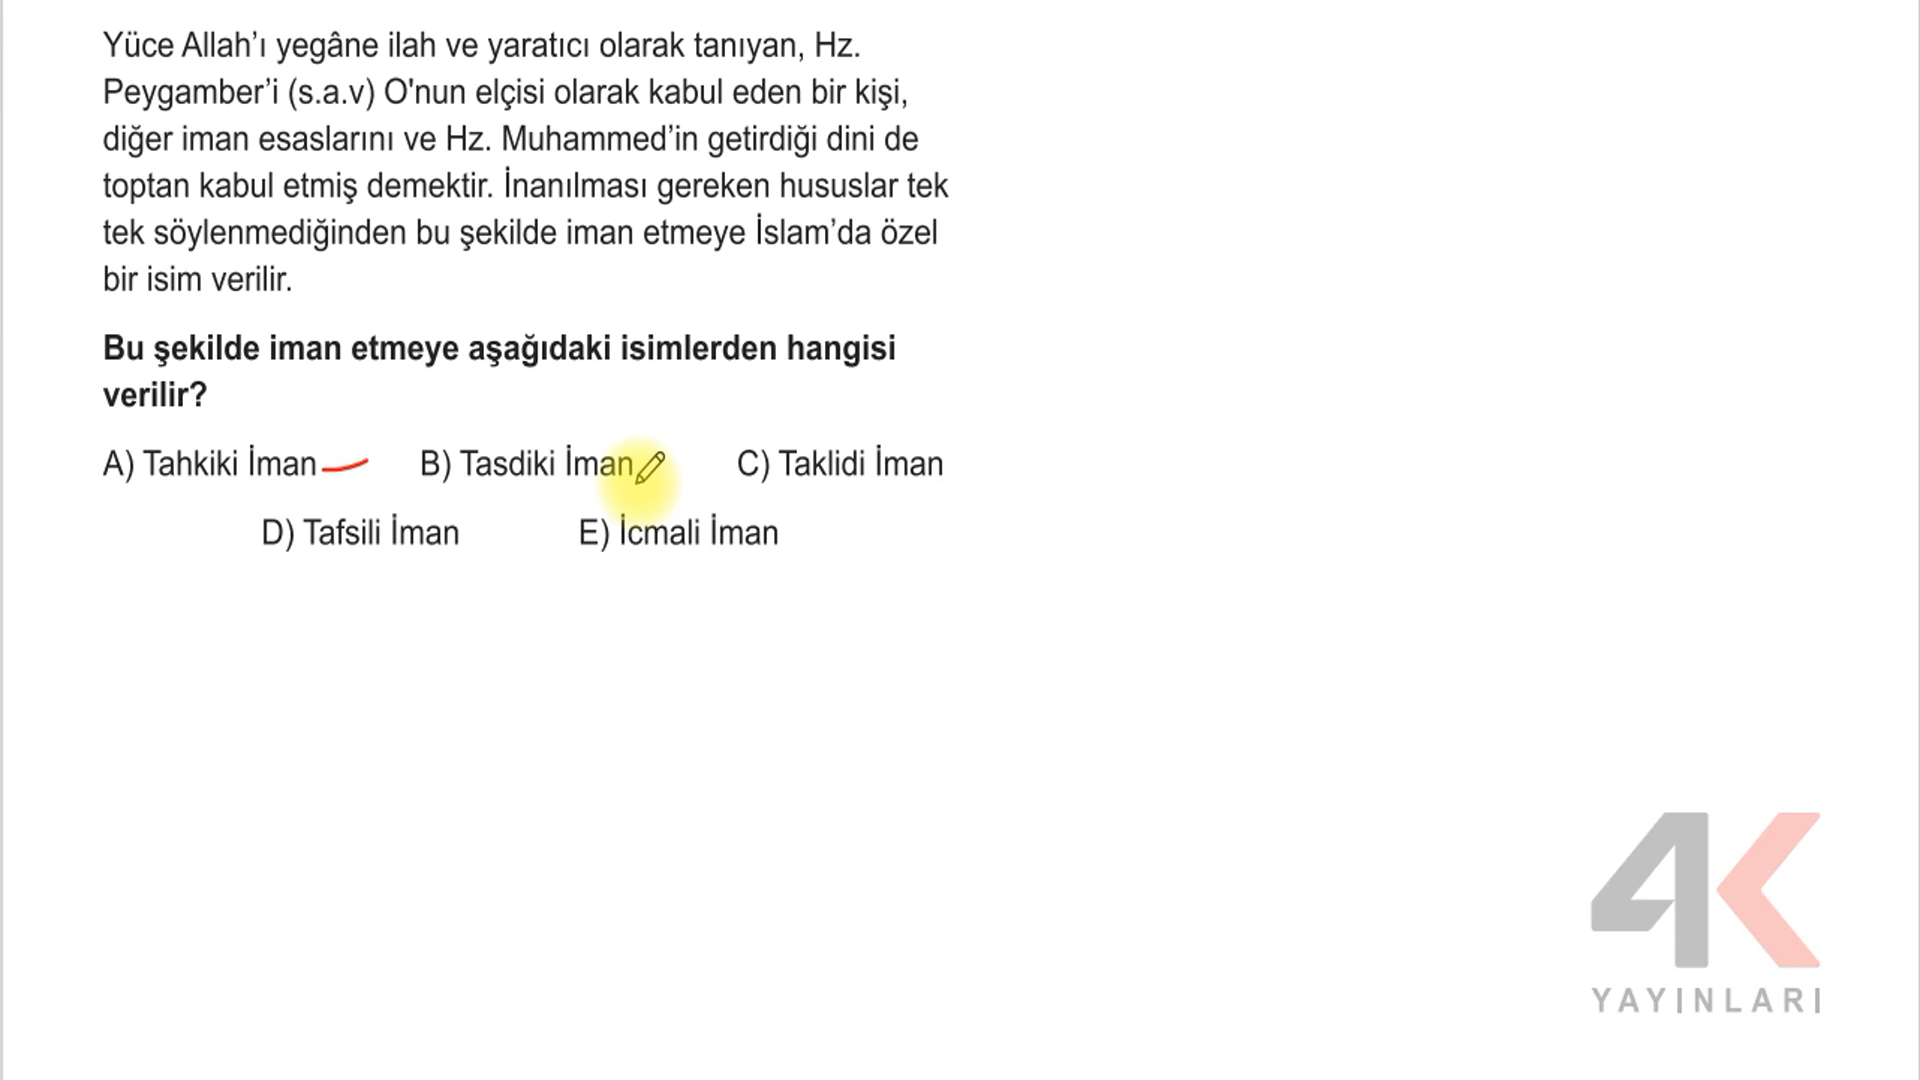 Yüce Allah’ı yegâne ilah ve yaratıcı olarak tanıyan, Hz.
Peygamber’i (s.a.v) O'nun elçisi olarak kabul eden bir kişi,
diğer iman esaslarını ve Hz. Muhammed’in getirdiği dini de
toptan kabul etmiş demektir. İnanılması gereken hususlar tek
tek söylenmediğinden bu şekilde iman etmeye İslam’da özel
bir isim verilir.
Bu şekilde iman etmeye aşağıdaki isimlerden hangisi
verilir?
A) Tahkiki İman B) Tasdiki İman C) Taklidi İman
D) Tafsili İman E) İcmali İman
4K
YAYINLARI